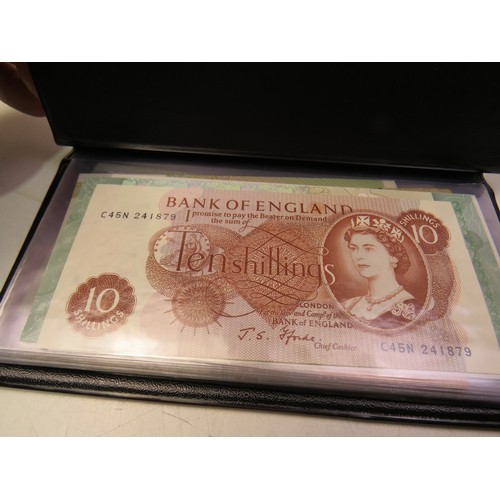 BANK OF ENGLAND
C45N 241879
I promise to pay the Bearer on Demand
the sum of
Ten shillings
10
SHILLINGS
10
SHILLINGS
LONDON
BANK OF ENGLAND
Chief Cashier
C45N 241879